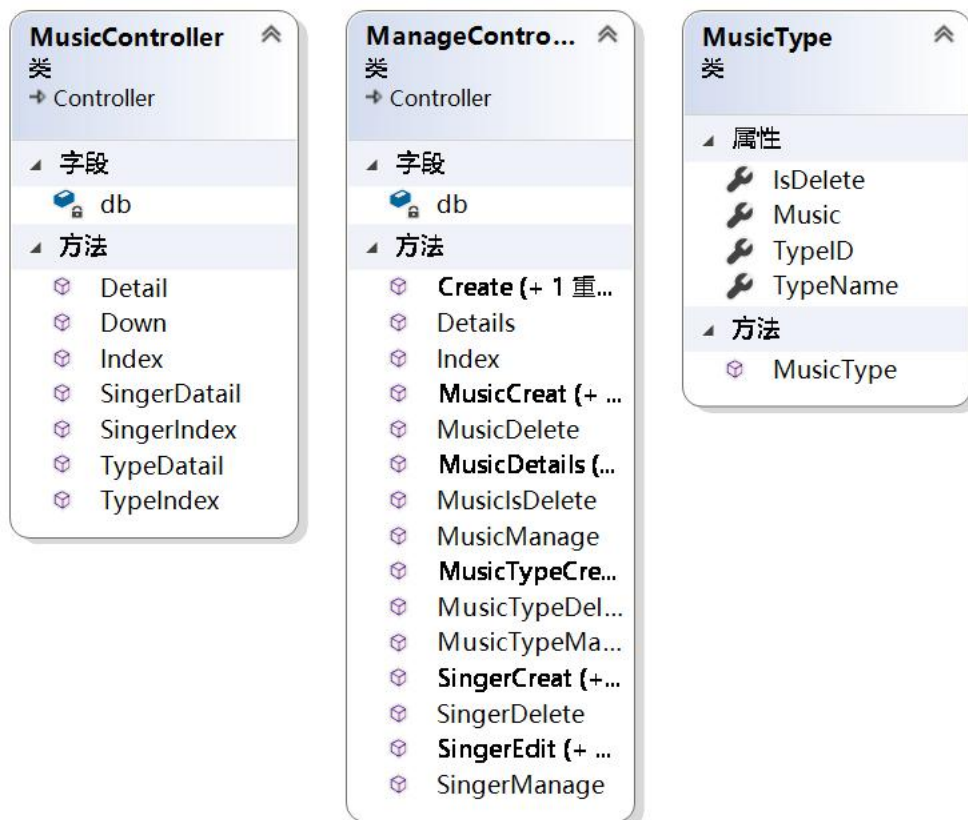 MusicController
类
Controller
字段
db
方法
Detail
Down
Index
SingerDatail
SingerIndex
TypeDatail
TypeIndex
ManageContro...
类
Controller
字段
db
方法
Create (+ 1 重...
Details
Index
MusicCreat (+ ...
MusicDelete
MusicDetails (...
MusicIsDelete
MusicManage
MusicTypeCre...
MusicTypeDel...
MusicTypeMa...
SingerCreat (+...
SingerDelete
SingerEdit (+ ...
SingerManage
MusicType
类
属性
IsDelete
Music
TypeID
TypeName
方法
MusicType